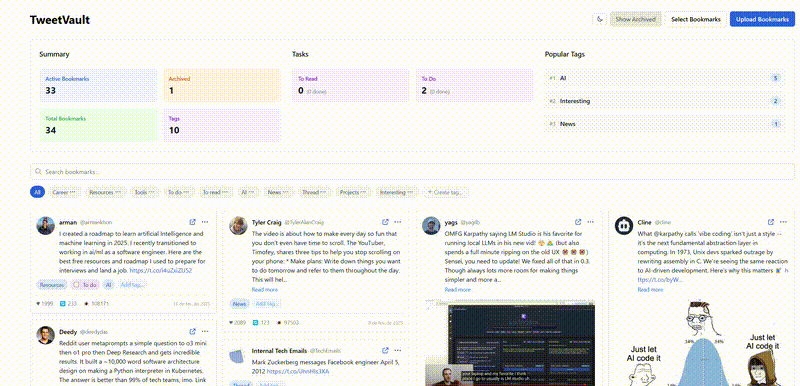 TweetVault
Show Archived
Select Bookmarks
Upload Bookmarks
Summary
Tasks
Popular Tags
Active Bookmarks
33
Archived
1
To Read
0 (0 done)
To Do
2 (0 done)
#1 AI 5
#2 Interesting 2
#3 News 1
Total Bookmarks
34
Tags
10
Search bookmarks...
All
Career
Resources
Tools
To do
To read
AI
News
Thread
Projects
Interesting
+ Create tag...
arman @armankhon
I created a roadmap to learn artificial Intelligence and
machine learning in 2025. I recently transitioned to
working in ai/ml as a software engineer. Here are the
best free resources and roadmap I used to prepare for
interviews and land a job.
Resources
To do
AI
Add tag...
1999
233
108171
Deedy @deedydas
Reddit user metaprompts a simple question to o3 mini
then o1 pro then Deep Research and gets incredible
results. It built a ~10,000 word software architecture
design on making a Python interpreter in Kubernetes.
The answer is better than 99% of tech teams, imo. Link
Tyler Craig @TylerAlanCraig
The video is about how to make every day so fun that
you don't even have time to scroll. The YouTuber,
Timofey, shares three tips to help you stop scrolling on
your phone: * Make plans: Write down things you want
to do tomorrow and refer to them throughout the day.
This will hel...
Read more
News
Add tag...
2089
121
97503
Internal Tech Emails @TechEmails
Mark Zuckerberg messages Facebook engineer April 5,
2012
yags @yagilb
OMFG Karpathy saying LM Studio is his favorite for
running local LLMs in his new vid! 🤯 🙏 (but also
spends a full minute ripping on the old UX
Sensei, you need to update! We fixed all of that in 0.3.
Though always lots more room for making things
simpler and more a...
Read more
Cline @cline
What @karpathy calls 'vibe coding' isn't just a style --
it's the next fundamental abstraction layer in
computing. In 1973, Unix devs sparked outrage by
rewriting assembly in C. We're seeing the same reaction
to AI-driven development. Here's why this matters
34%
34%
Just let
AI code it
Just let
AI code it